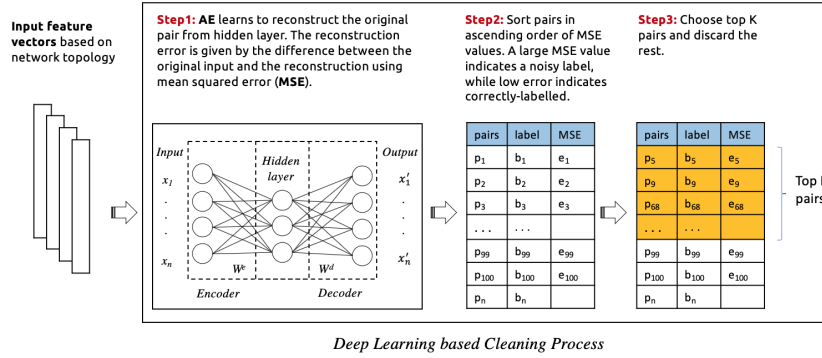 Input feature
vectors based on
network topology
Step1: AE learns to reconstruct the original
pair from hidden layer. The reconstruction
error is given by the difference between the
original input and the reconstruction using
mean squared error (MSE).
Step2: Sort pairs in
ascending order of MSE
values. A large MSE value
indicates a noisy label,
while low error indicates
correctly-labelled.
Step3: Choose top K
pairs and discard the
rest.
Input
Hidden
layer
Output
x1
.
.
xn
x′1
.
.
x′n
Wᵉ
Wᵈ
Encoder
Decoder
pairs label MSE
p1 b1 e1
p2 b2 e2
p3 b3 e3
... ...
p99 b99 e99
p100 b100 e100
pn bn
pairs label MSE
p5 b5 e5
p9 b9 e9
p68 b68 e68
... ...
p99 b99 e99
p100 b100 e100
pn bn
Top
pairs
Deep Learning based Cleaning Process